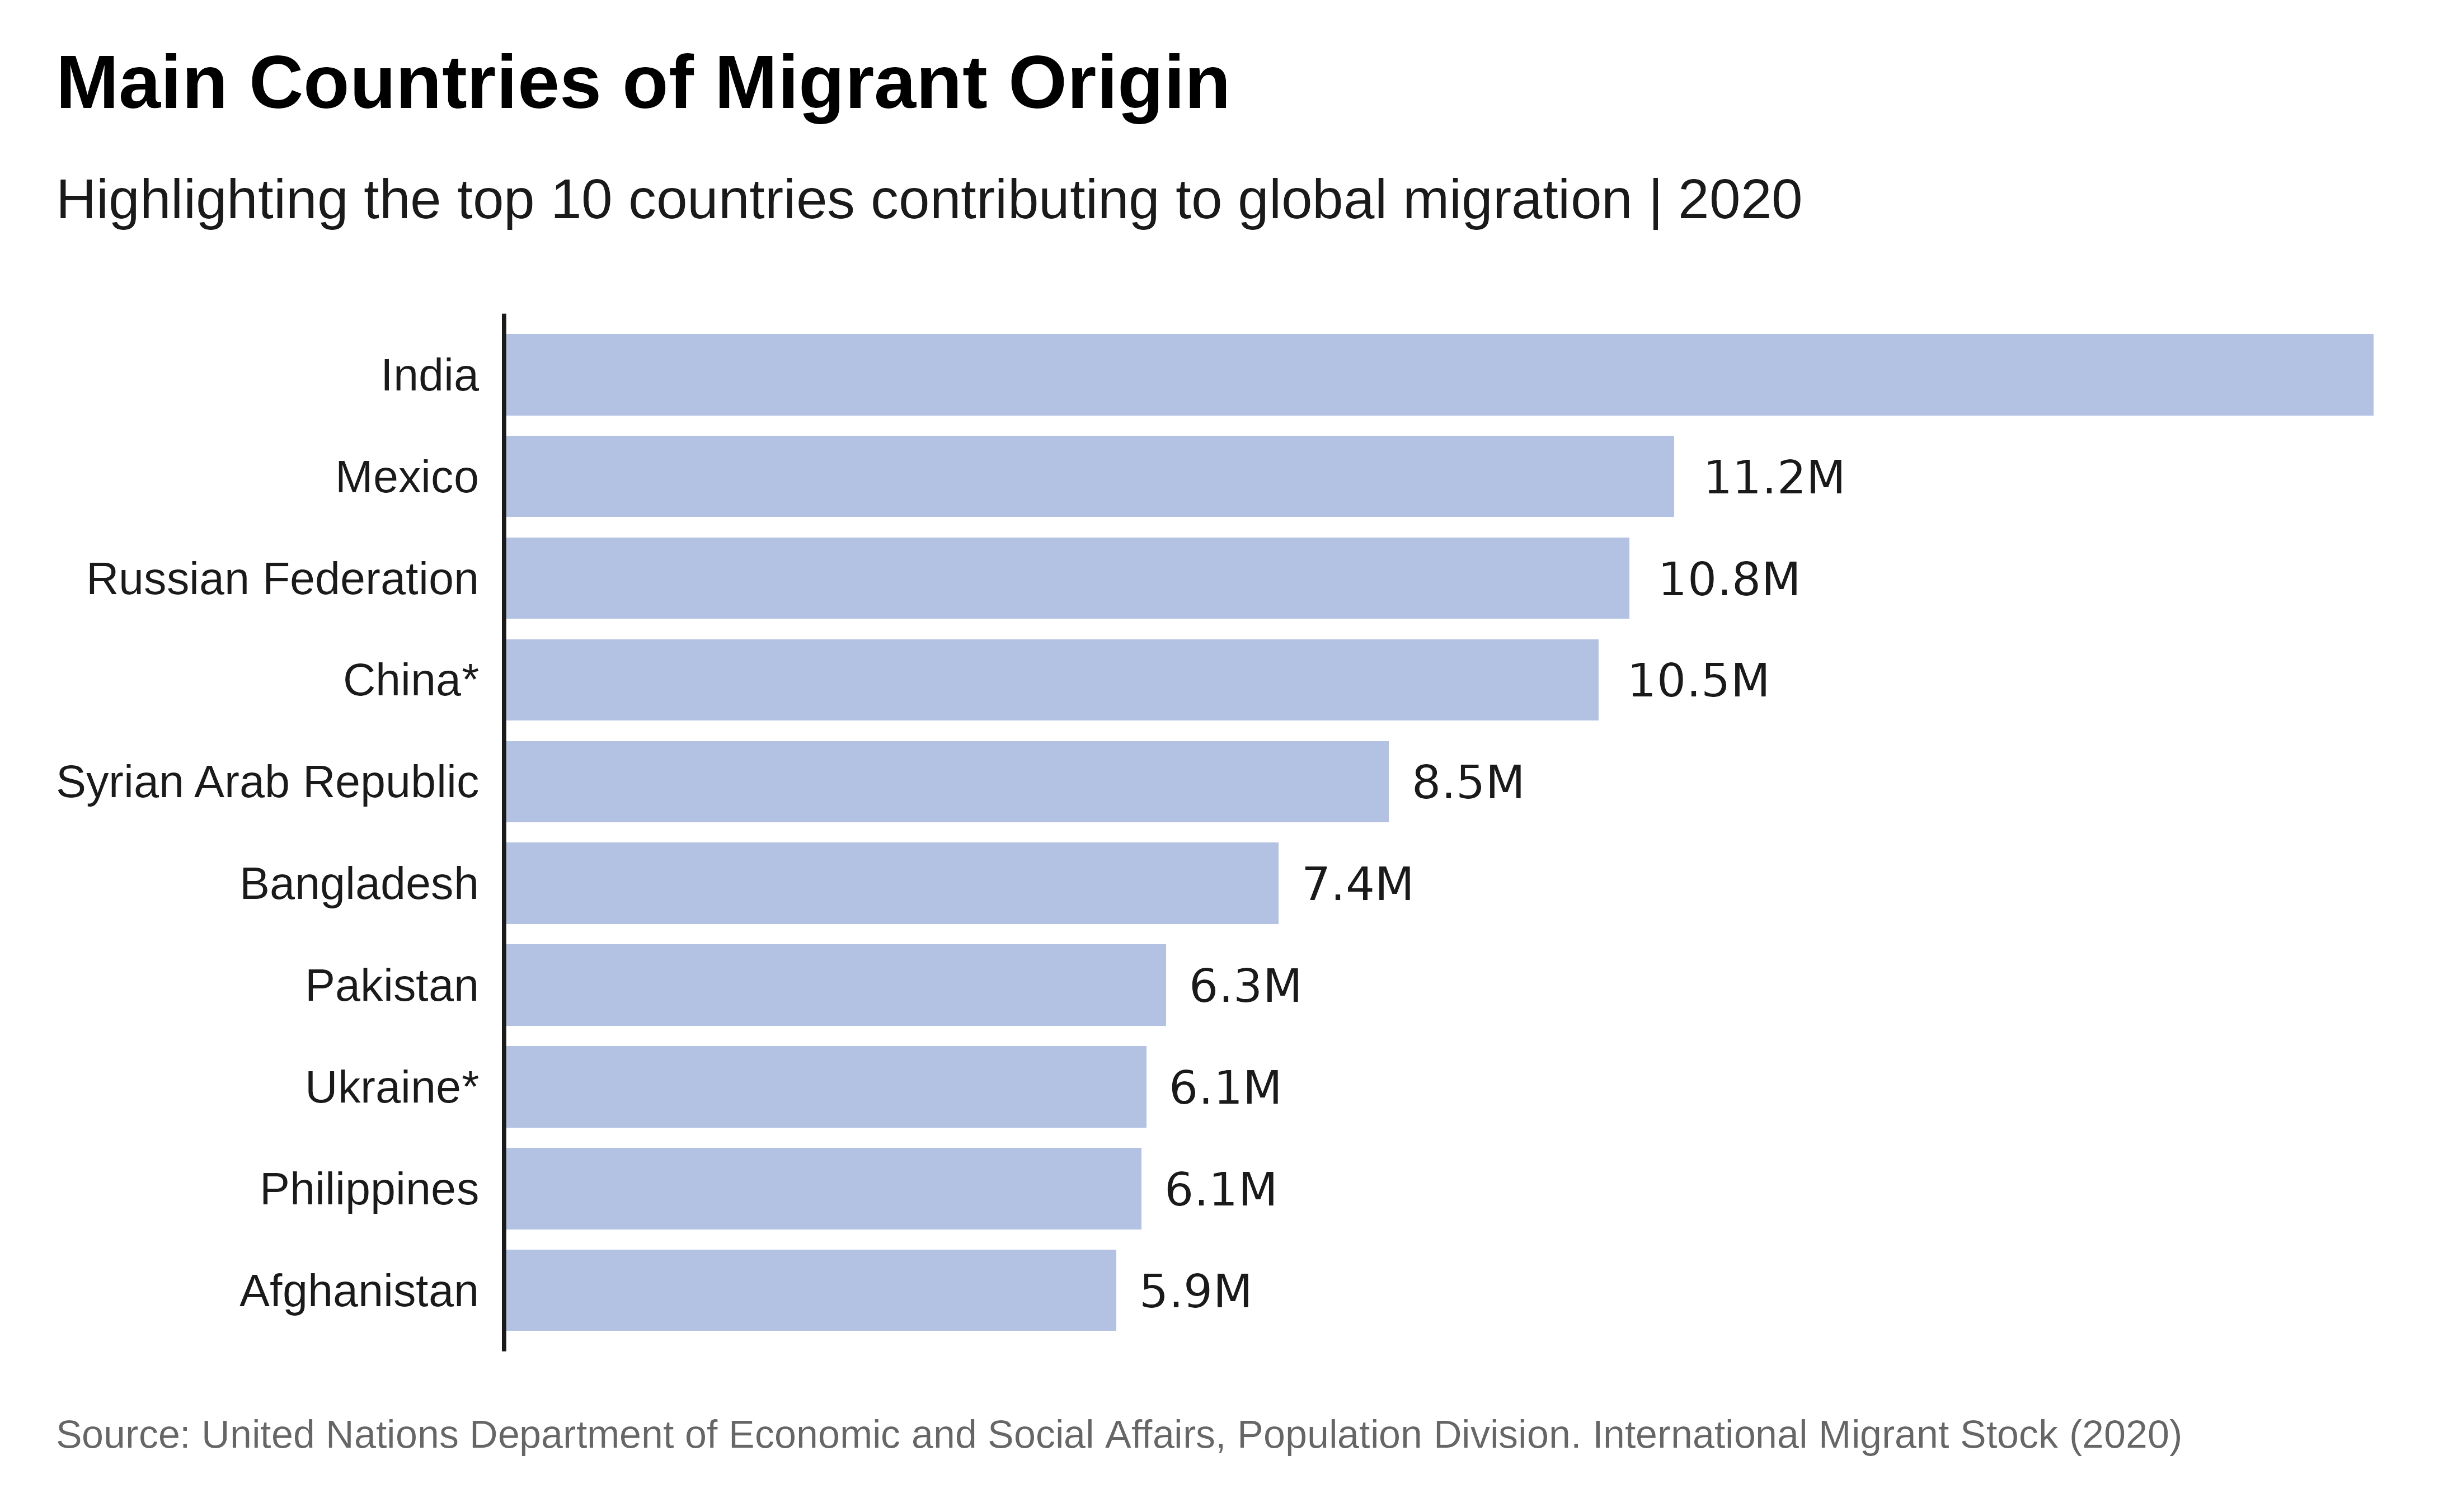 Main Countries of Migrant Origin
Highlighting the top 10 countries contributing to global migration | 2020
India
Mexico 11.2M
Russian Federation 10.8M
China* 10.5M
Syrian Arab Republic 8.5M
Bangladesh 7.4M
Pakistan 6.3M
Ukraine* 6.1M
Philippines 6.1M
Afghanistan 5.9M
Source: United Nations Department of Economic and Social Affairs, Population Division. International Migrant Stock (2020)